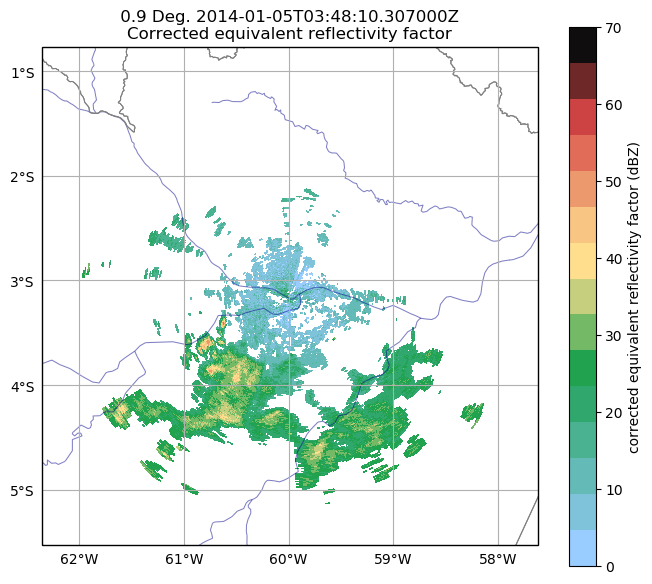 0.9 Deg. 2014-01-05T03:48:10.307000Z
Corrected equivalent reflectivity factor
1°S
2°S
3°S
4°S
5°S
62°W
61°W
60°W
59°W
58°W
70
60
50
40
30
20
10
0
corrected equivalent reflectivity factor (dBZ)